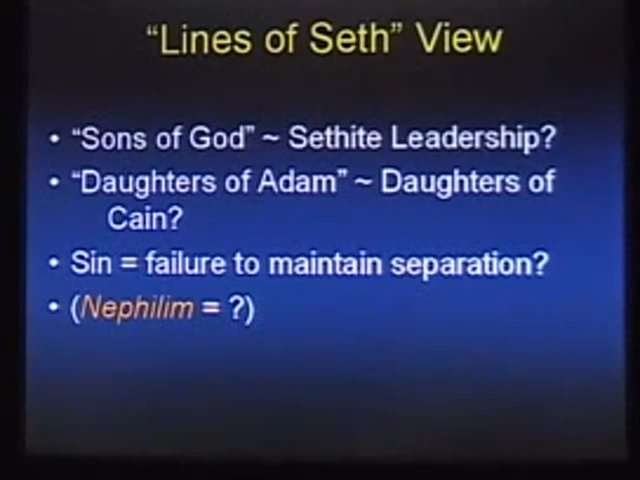 “Lines of Seth” View
• “Sons of God” ~ Sethite Leadership?
• “Daughters of Adam” ~ Daughters of
Cain?
• Sin = failure to maintain separation?
• (Nephilim = ?)